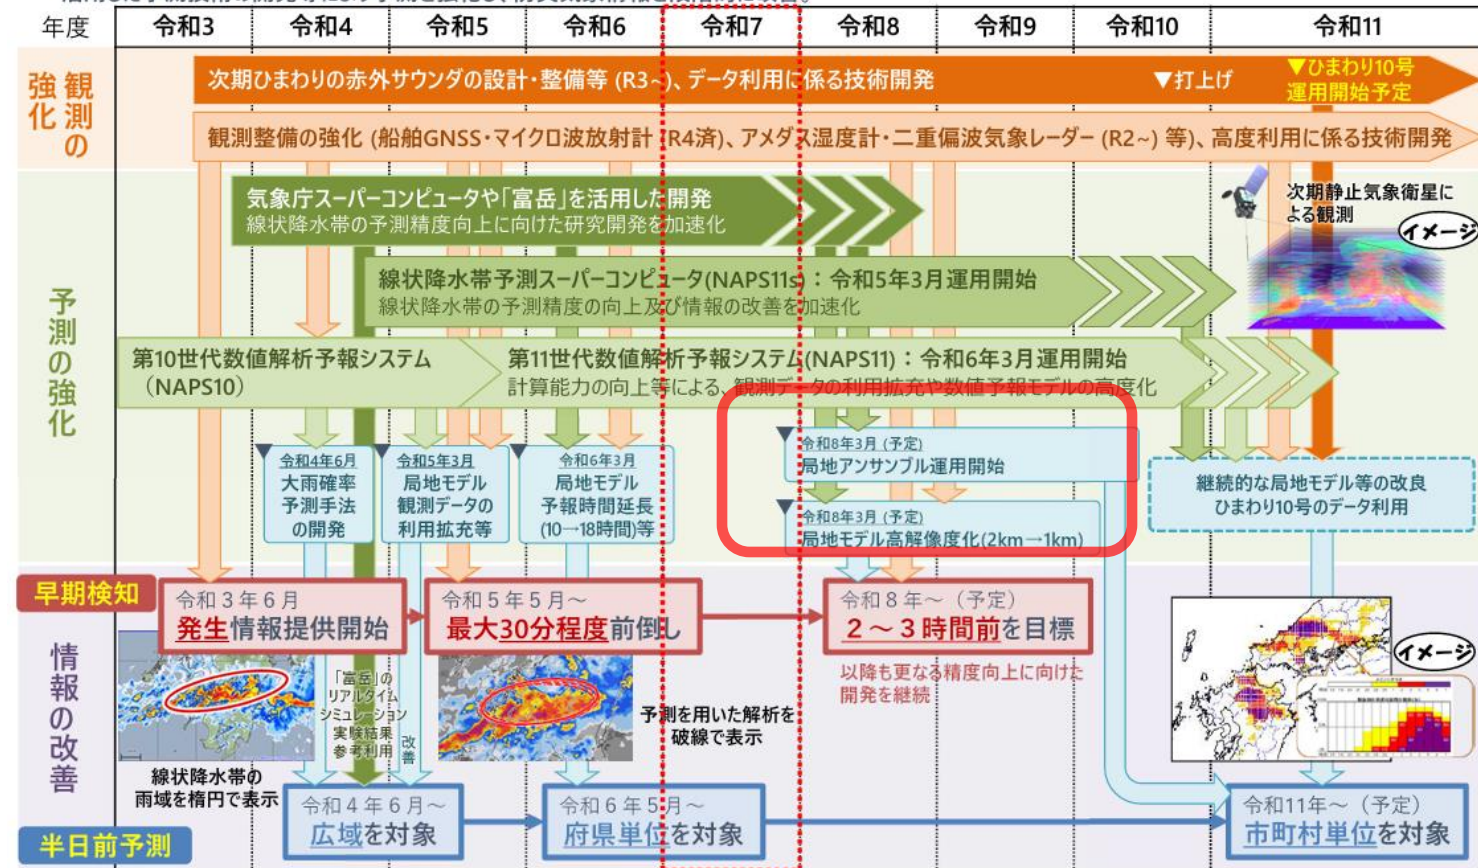 年度
令和3
令和4
令和5
令和6
令和7
令和8
令和9
令和10
令和11
観測の
強化
次期ひまわりの赤外サウンダの設計・整備等 (R3~)、データ利用に係る技術開発
▼打上げ
▼ひまわり10号
運用開始予定
観測整備の強化 (船舶GNSS・マイクロ波放射計 (R4済)、アメダス湿度計・二重偏波気象レーダー (R2~) 等)、高度利用に係る技術開発
予測の強化
気象庁スーパーコンピュータや「富岳」を活用した開発
線状降水帯の予測精度向上に向けた研究開発を加速化
次期静止気象衛星に
よる観測
イメージ
線状降水帯予測スーパーコンピュータ(NAPS11s)：令和5年3月運用開始
線状降水帯の予測精度の向上及び情報の改善を加速化
第10世代数値解析予報システム
（NAPS10）
第11世代数値解析予報システム(NAPS11)：令和6年3月運用開始
計算能力の向上等による、観測データの利用拡充や数値予報モデルの高度化
令和4年6月
大雨確率
予測手法
の開発
令和5年3月
局地モデル
観測データの
利用拡充等
令和6年3月
局地モデル
予報時間延長
(10→18時間)等
令和8年3月 (予定)
局地アンサンブル運用開始
令和8年3月 (予定)
局地モデル高解像度化(2km→1km)
継続的な局地モデル等の改良
ひまわり10号のデータ利用
早期検知
令和３年６月
発生情報提供開始
令和５年５月～
最大30分程度前倒し
令和８年～（予定）
２～３時間前を目標
以降も更なる精度向上に向けた
開発を継続
情報の改善
「富岳」の
リアルタイム
シミュレーション
実験結果
参考利用
改善
予測を用いた解析を
破線で表示
イメージ
線状降水帯の
雨域を楕円で表示
半日前予測
令和４年６月～
広域を対象
令和６年５月～
府県単位を対象
令和11年～（予定）
市町村単位を対象